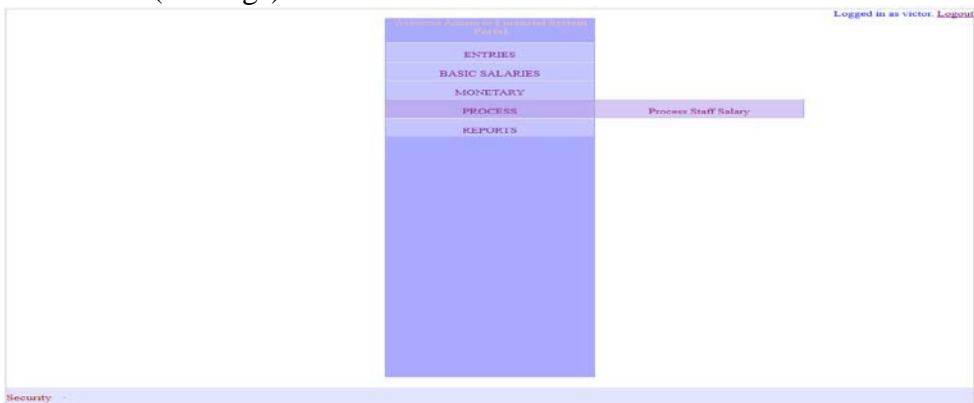 Logged in as victor. Logout
Welcome Admin to Financial System
Portal
ENTRIES
BASIC SALARIES
MONETARY
PROCESS
Process Staff Salary
REPORTS
Security